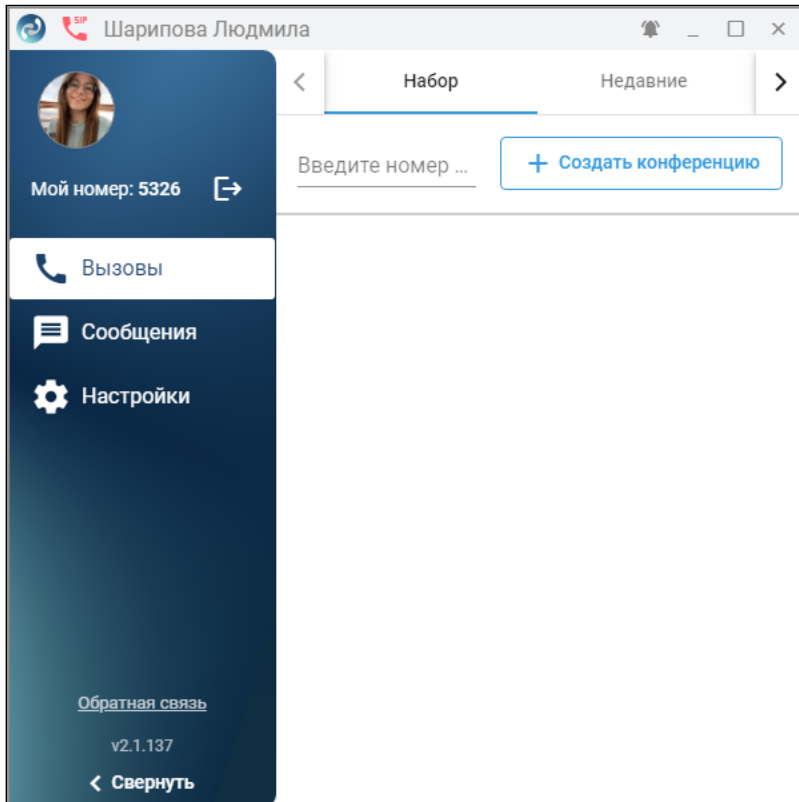 SIP
Шарипова Людмила
Мой номер: 5326
Вызовы
Сообщения
Настройки
Обратная связь
v2.1.137
Свернуть
Набор
Недавние
Введите номер ...
+ Создать конференцию